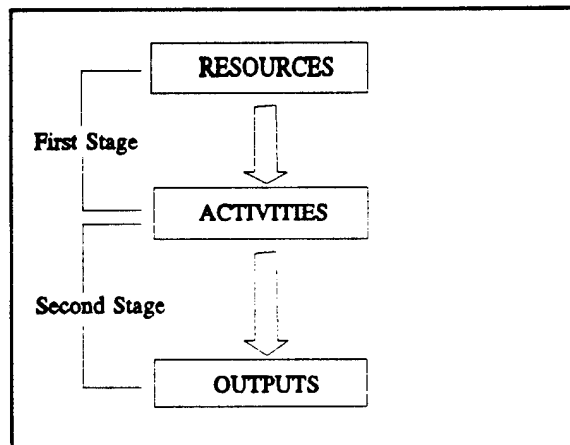 RESOURCES
First Stage
ACTIVITIES
Second Stage
OUTPUTS